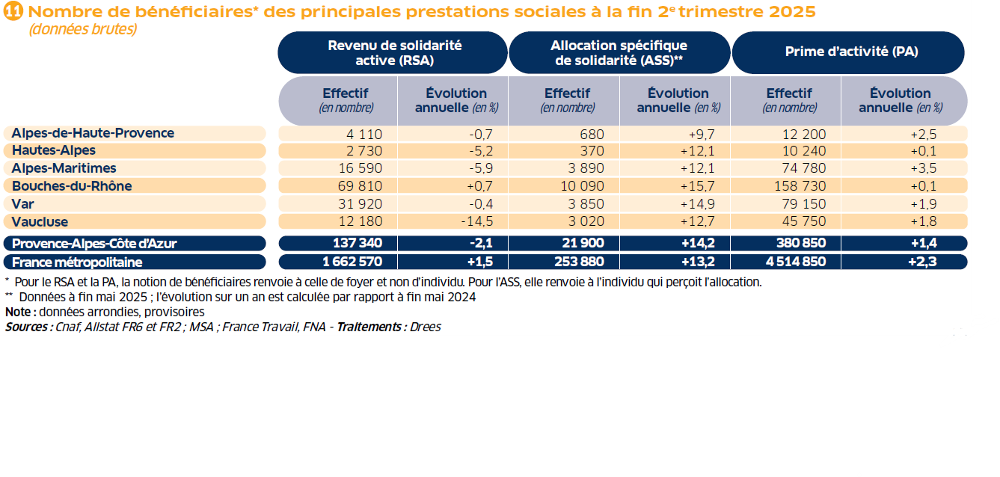 11 Nombre de bénéficiaires* des principales prestations sociales à la fin 2e trimestre 2025
(données brutes)
Revenu de solidarité active (RSA) Allocation spécifique de solidarité (ASS)** Prime d'activité (PA)
Effectif (en nombre) Évolution annuelle (en %) Effectif (en nombre) Évolution annuelle (en %) Effectif (en nombre) Évolution annuelle (en %)
Alpes-de-Haute-Provence 4 110 -0,7 680 +9,7 12 200 +2,5
Hautes-Alpes 2 730 -5,2 370 +12,1 10 240 +0,1
Alpes-Maritimes 16 590 -5,9 3 890 +12,1 74 780 +3,5
Bouches-du-Rhône 69 810 +0,7 10 090 +15,7 158 730 +0,1
Var 31 920 -0,4 3 850 +14,9 79 150 +1,9
Vaucluse 12 180 -14,5 3 020 +12,7 45 750 +1,8
Provence-Alpes-Côte d'Azur 137 340 -2,1 21 900 +14,2 380 850 +1,4
France métropolitaine 1 662 570 +1,5 253 880 +13,2 4 514 850 +2,3
* Pour le RSA et la PA, la notion de bénéficiaires renvoie à celle de foyer et non d'individu. Pour l'ASS, elle renvoie à l'individu qui perçoit l'allocation.
** Données à fin mai 2025 ; l'évolution sur un an est calculée par rapport à fin mai 2024
Note : données arrondies, provisoires
Sources : Cnaf, Allstat FR6 et FR2 ; MSA ; France Travail, FNA - Traitements : Drees